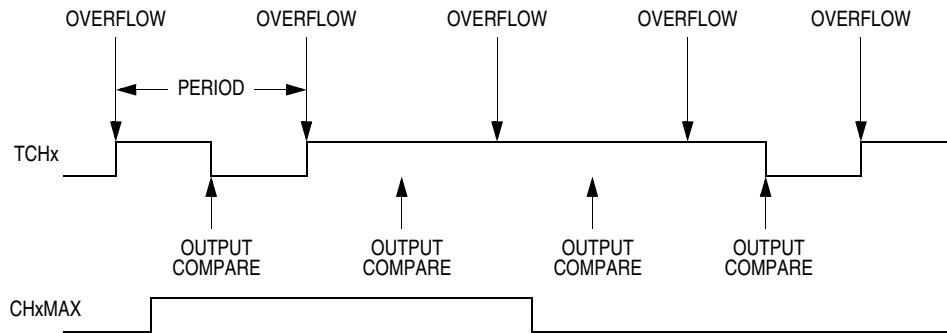 OVERFLOW OVERFLOW OVERFLOW OVERFLOW OVERFLOW
PERIOD
TCHx
OUTPUT OUTPUT OUTPUT OUTPUT
COMPARE COMPARE COMPARE COMPARE
CHxMAX